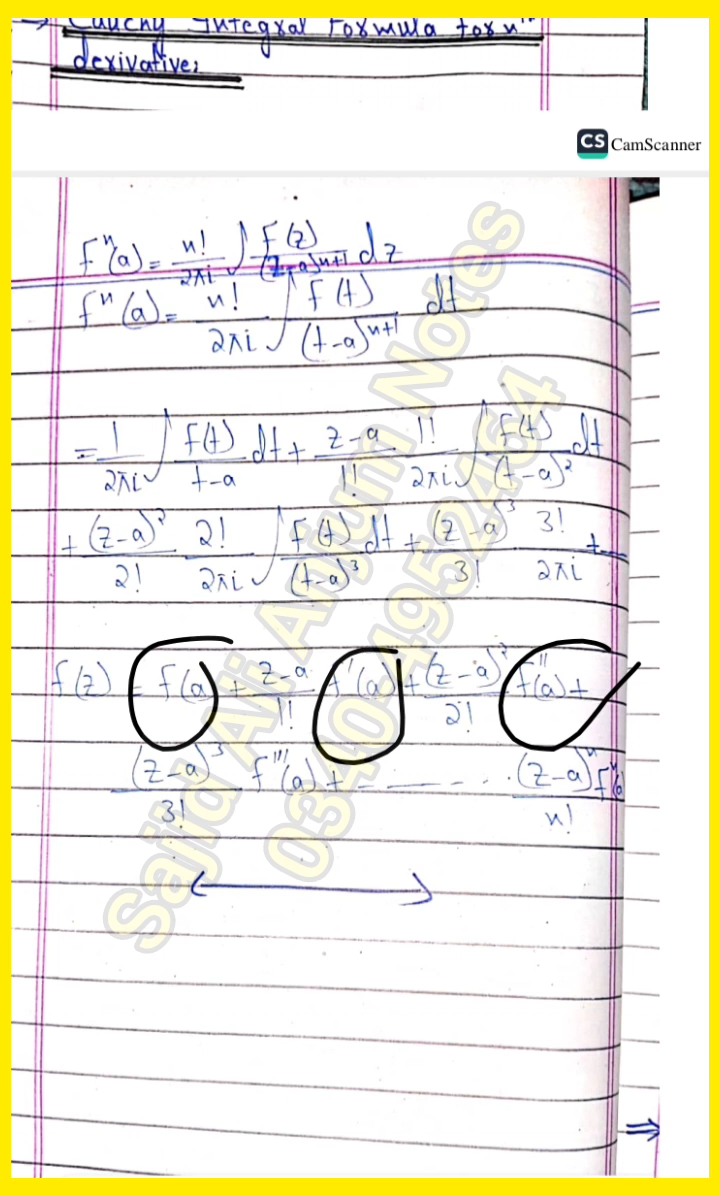 → Cauchy Integral Formula for nth
derivative:
CS CamScanner
fⁿ(a) = n!/2πi ∫ f(z)/(z-a)ⁿ⁺¹ dz
fⁿ(a) = n!/2πi ∫ f(t)/(t-a)ⁿ⁺¹ dt
= 1/2πi ∫ f(t)/t-a dt + z-a/1! 1!/2πi ∫ f(t)/(t-a)² dt
+ (z-a)²/2! 2!/2πi ∫ f(t)/(t-a)³ dt + (z-a)³/3! 3!/2πi + ---
f(z) = f(a) + z-a/1! f'(a) + (z-a)²/2! f''(a) +
(z-a)³/3! f'''(a) + - - - - . . . (z-a)ⁿ/n! fⁿ(a)
Sajid Ali Anjum Notes
03404952464